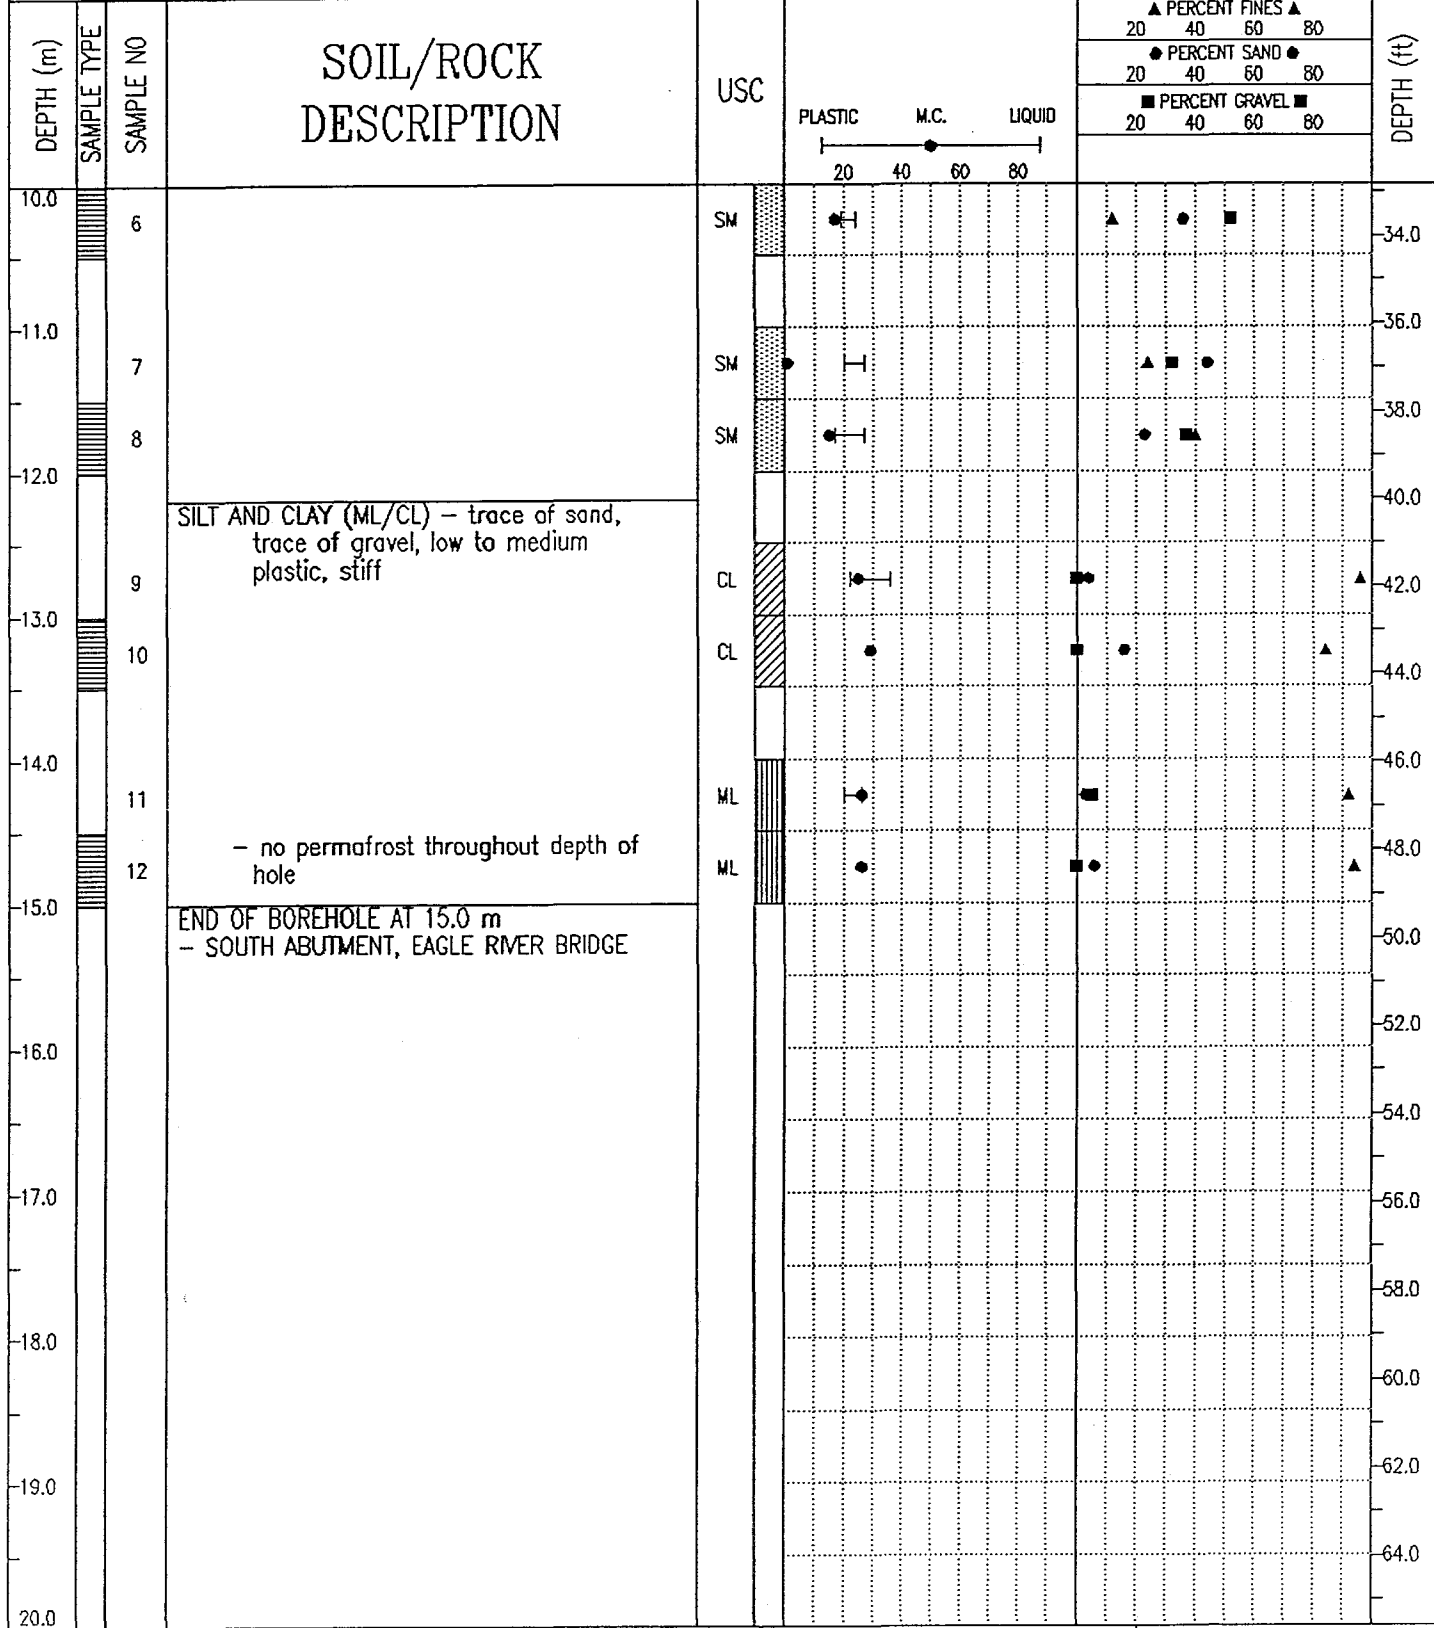 DEPTH (m)
SAMPLE TYPE
SAMPLE NO
SOIL/ROCK
DESCRIPTION
USC
PLASTIC M.C. LIQUID
20 40 60 80
▲ PERCENT FINES ▲
20 40 60 80
● PERCENT SAND ●
20 40 60 80
■ PERCENT GRAVEL ■
20 40 60 80
DEPTH (ft)
10.0
6
SM
34.0
11.0
36.0
7
SM
38.0
8
SM
12.0
40.0
SILT AND CLAY (ML/CL) – trace of sand,
trace of gravel, low to medium
plastic, stiff
9
CL
42.0
13.0
10
CL
44.0
14.0
46.0
11
ML
– no permafrost throughout depth of
hole
48.0
12
ML
15.0
END OF BOREHOLE AT 15.0 m
– SOUTH ABUTMENT, EAGLE RIVER BRIDGE
50.0
52.0
16.0
54.0
17.0
56.0
58.0
18.0
60.0
62.0
19.0
64.0
20.0